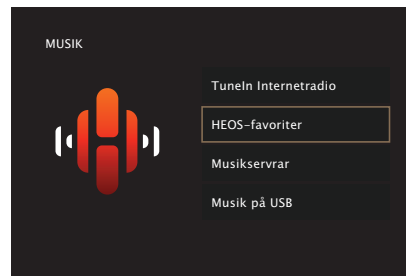 MUSIK
TuneIn Internetradio
HEOS-favoriter
Musikservrar
Musik på USB